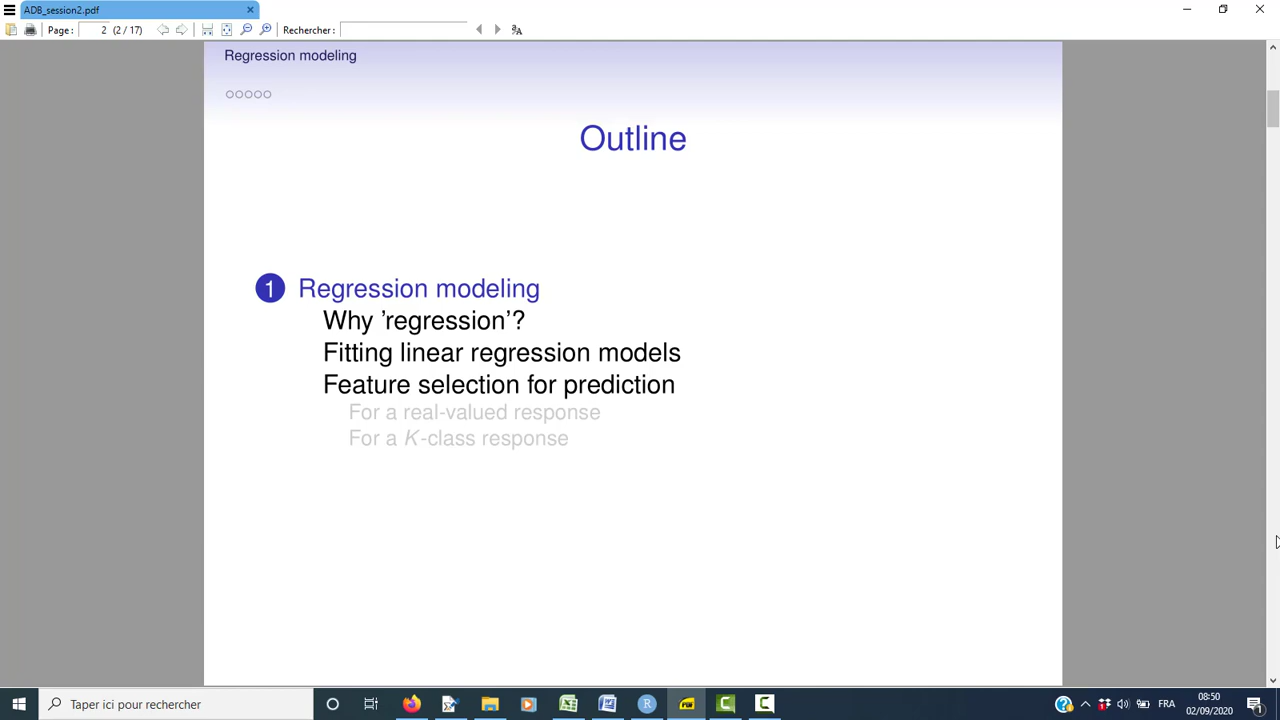 ADB_session2.pdf
Page: 2 (2 / 17) Rechercher:
Regression modeling
Outline
1 Regression modeling
Why ’regression’?
Fitting linear regression models
Feature selection for prediction
For a real-valued response
For a K-class response
Taper ici pour rechercher
FRA
08:50
02/09/2020